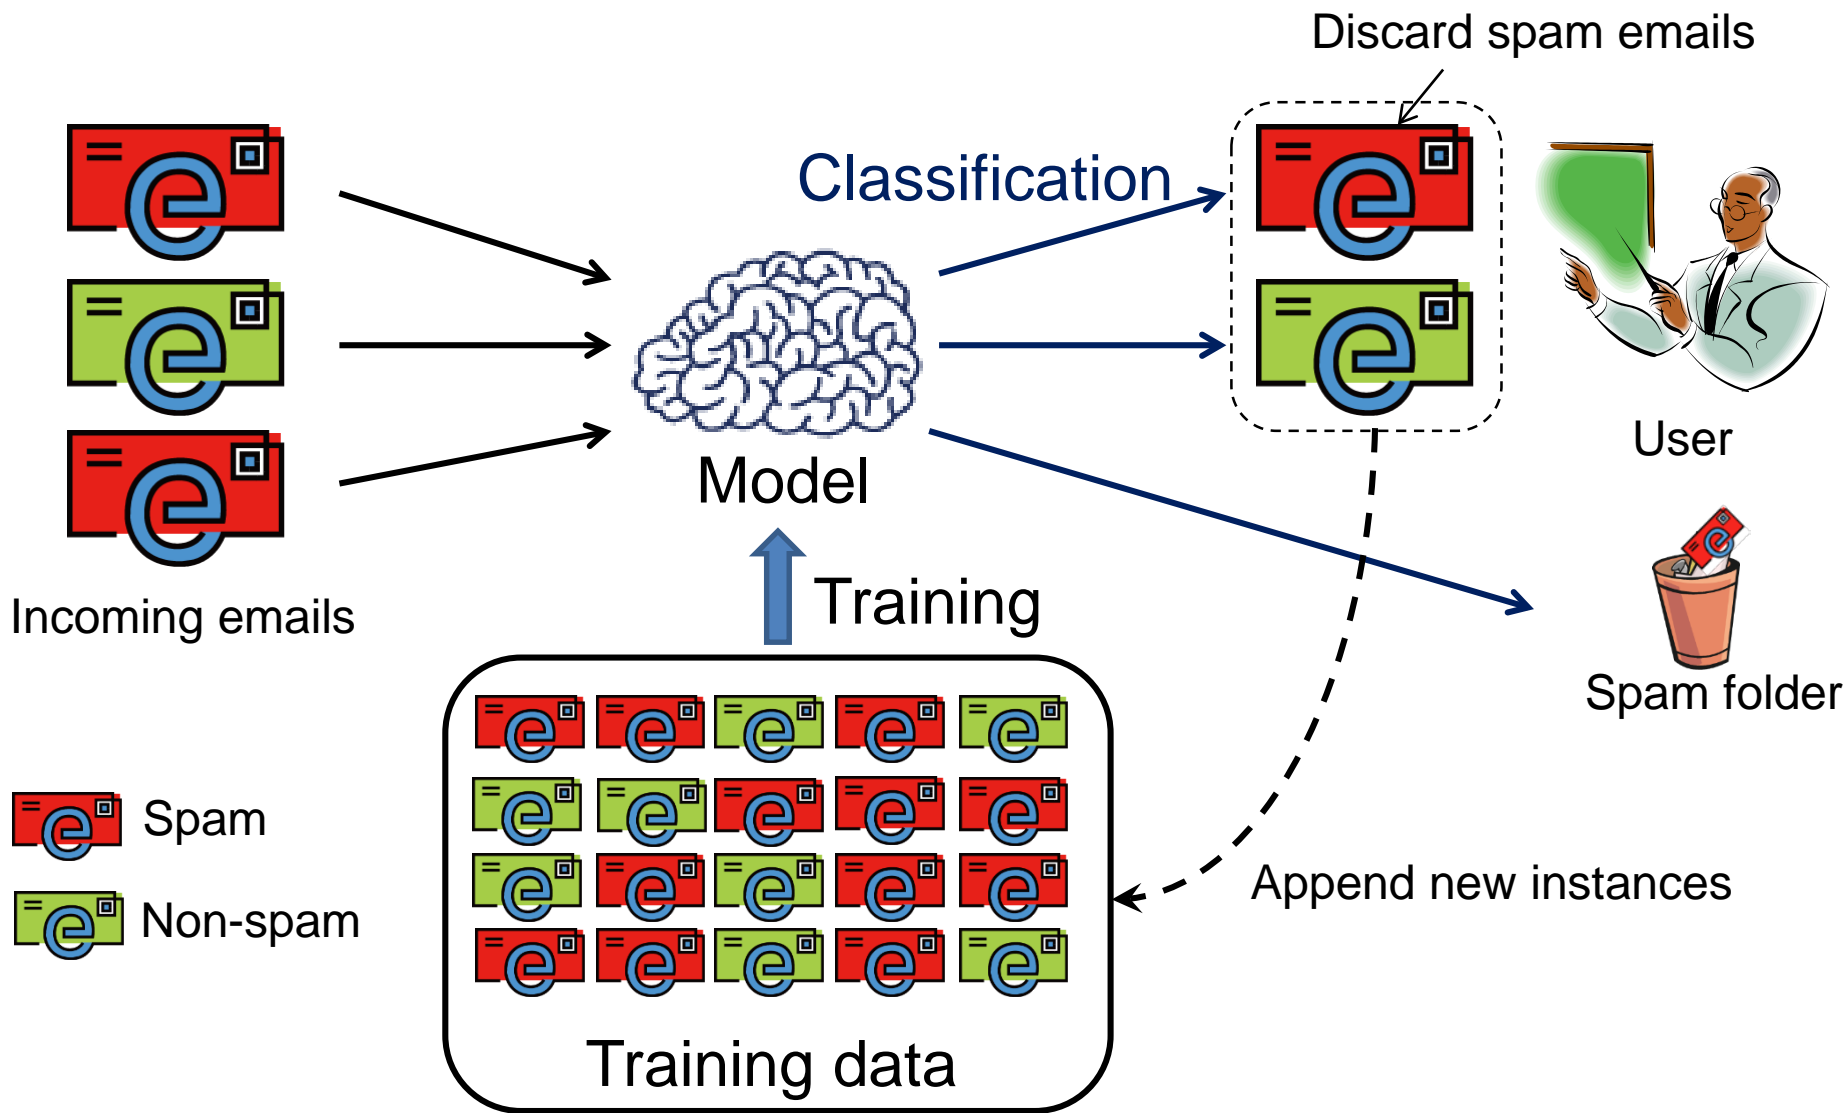 Discard spam emails
Classification
Model
User
Incoming emails
Training
Spam folder
Spam
Non-spam
Append new instances
Training data